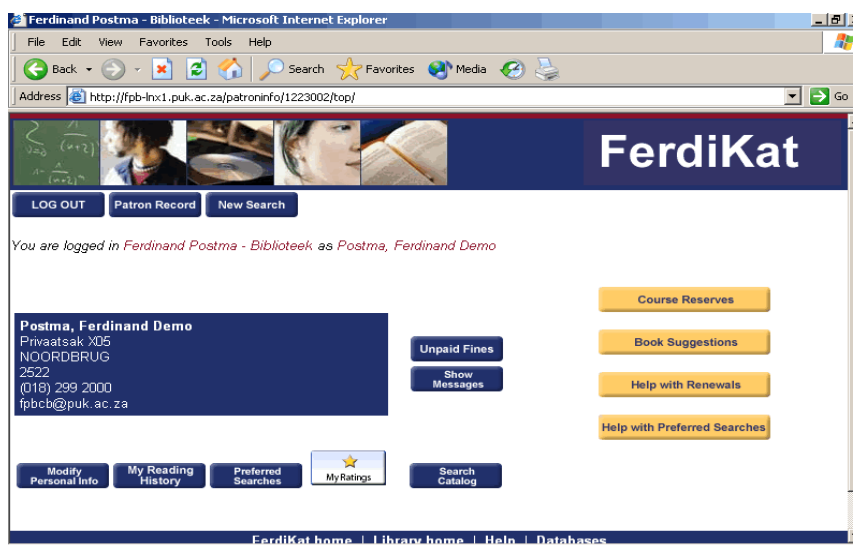 Ferdinand Postma - Biblioteek - Microsoft Internet Explorer
File Edit View Favorites Tools Help
Back Search Favorites Media
Address http://fpb-lnx1.puk.ac.za/patroninfo/1223002/top/ Go
FerdiKat
LOG OUT Patron Record New Search
You are logged in Ferdinand Postma - Biblioteek as Postma, Ferdinand Demo
Course Reserves
Postma, Ferdinand Demo
Privaatsak X05
NOORDBRUG
2522
(018) 299 2000
fpbcb@puk.ac.za
Unpaid Fines
Show
Messages
Book Suggestions
Help with Renewals
Help with Preferred Searches
Modify
Personal Info
My Reading
History
Preferred
Searches
My Ratings
Search
Catalog
FerdiKat home | Library home | Help | Databases